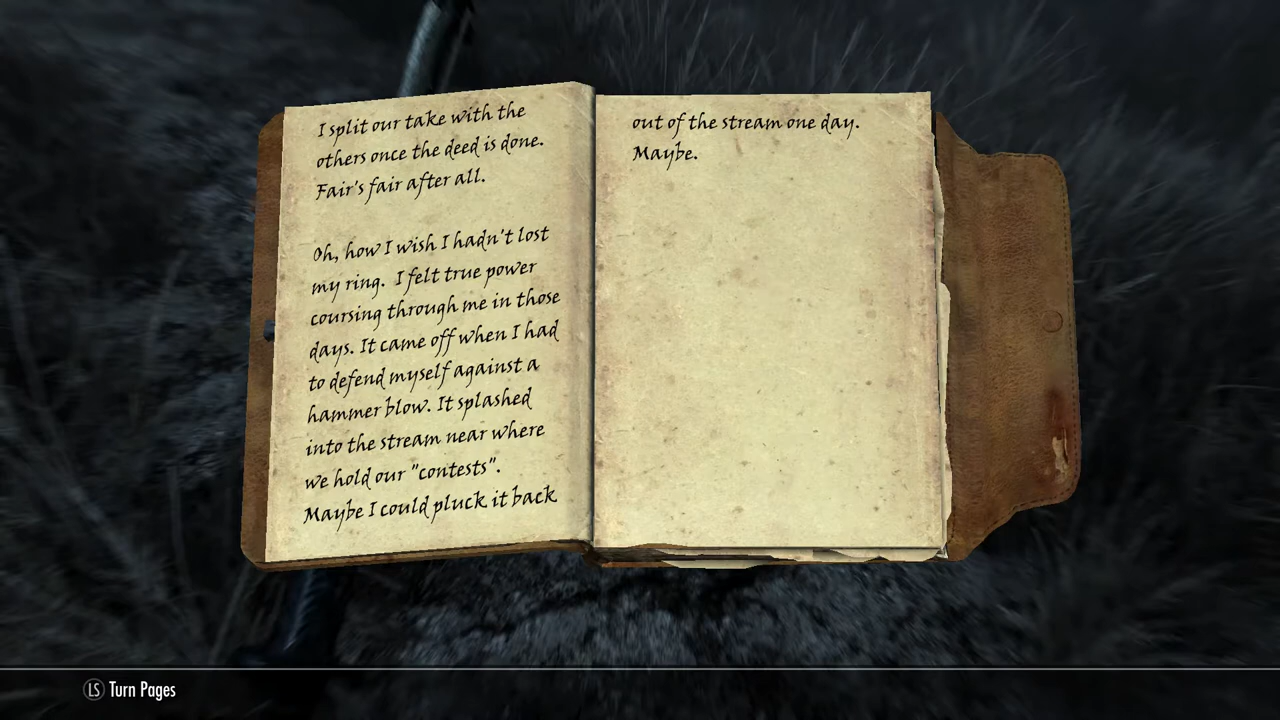 I split our take with the
others once the deed is done.
Fair's fair after all.
Oh, how I wish I hadn't lost
my ring. I felt true power
coursing through me in those
days. It came off when I had
to defend myself against a
hammer blow. It splashed
into the stream near where
we hold our "contests".
Maybe I could pluck it back
out of the stream one day.
Maybe.
LS Turn Pages